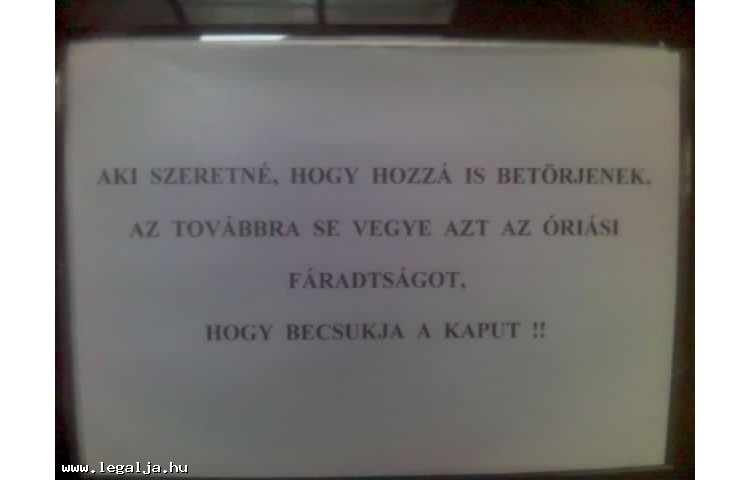 AKI SZERETNÉ, HOGY HOZZÁ IS BETÖRJENEK,
AZ TOVÁBBRA SE VEGYE AZT AZ ÓRIÁSI
FÁRADTSÁGOT,
HOGY BECSUKJA A KAPUT !!
www.legalja.hu